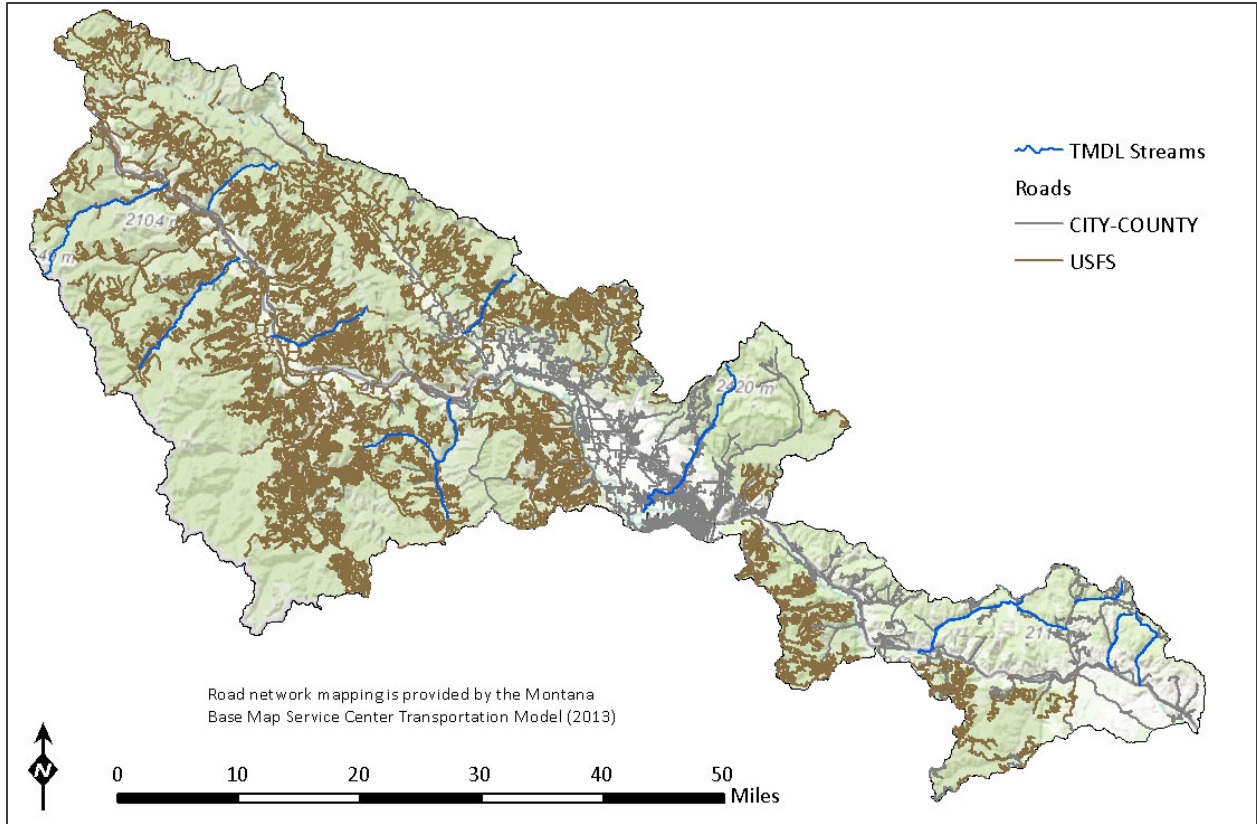 TMDL Streams
Roads
CITY-COUNTY
USFS
2104 m
2420 m
Road network mapping is provided by the Montana
Base Map Service Center Transportation Model (2013)
N
0 10 20 30 40 50
Miles